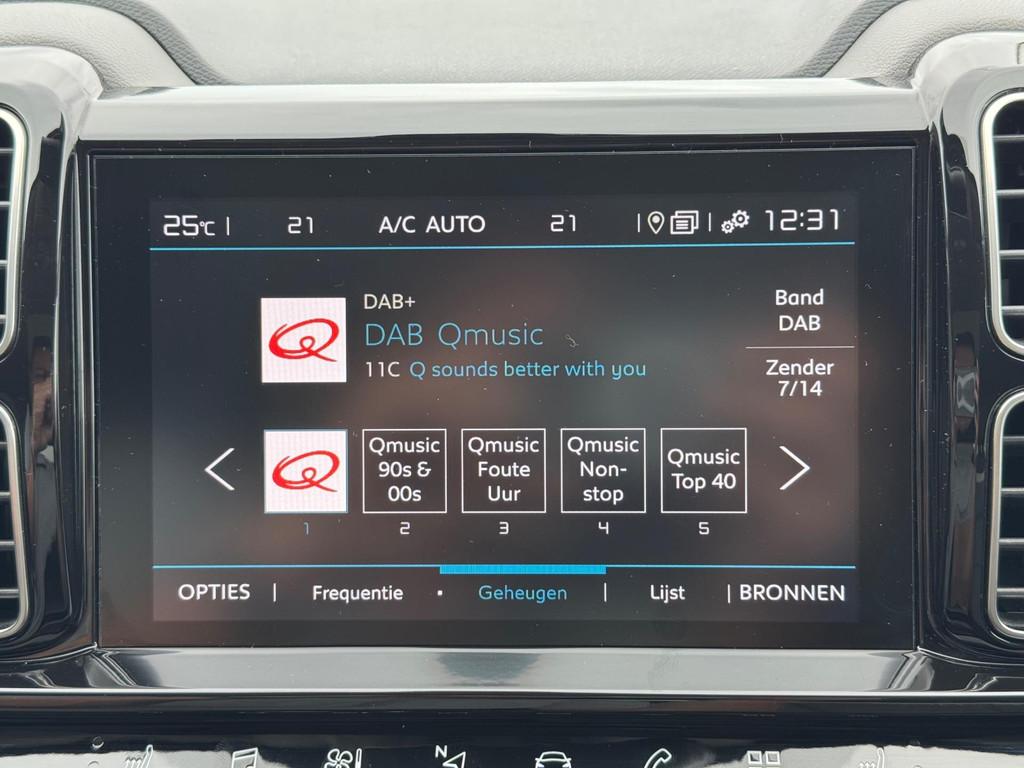 25°C | 21 A/C AUTO 21 | | 12:31
DAB+
DAB Qmusic
11C Q sounds better with you
Band
DAB
Zender
7/14
Qmusic
90s &
00s
Qmusic
Foute
Uur
Qmusic
Non-
stop
Qmusic
Top 40
1 2 3 4 5
OPTIES | Frequentie · Geheugen | Lijst | BRONNEN
N